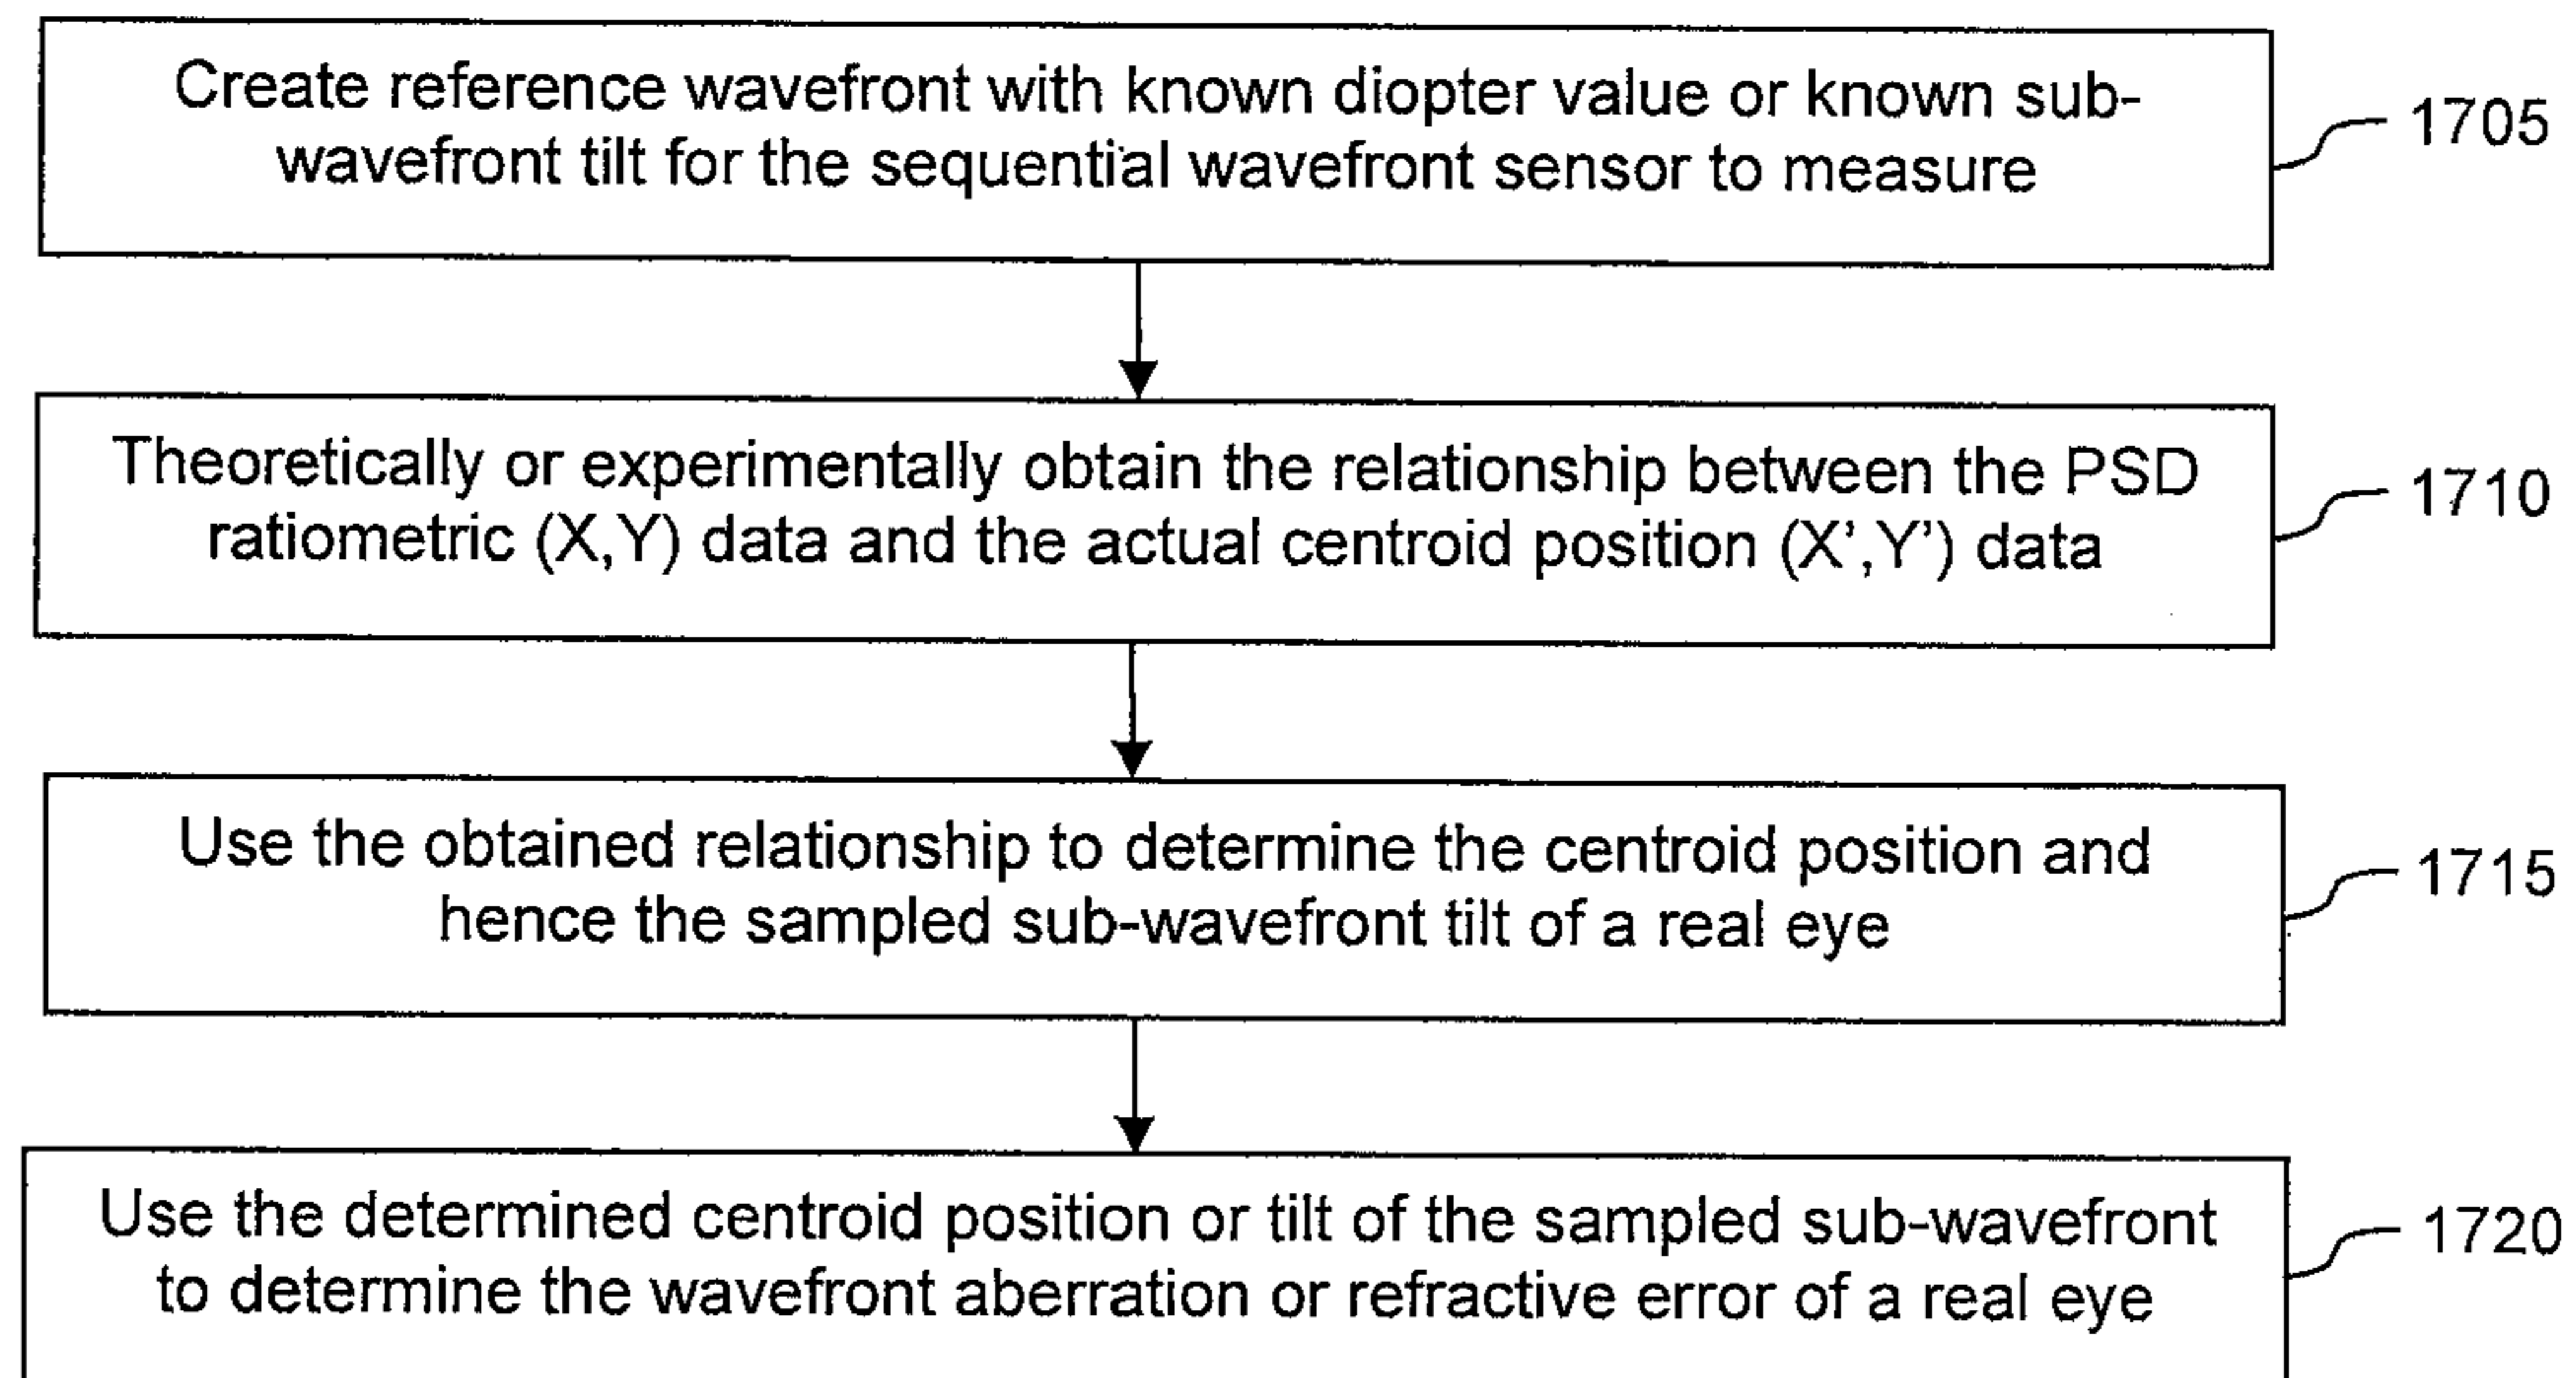 Create reference wavefront with known diopter value or known sub-
wavefront tilt for the sequential wavefront sensor to measure
1705
Theoretically or experimentally obtain the relationship between the PSD
ratiometric (X,Y) data and the actual centroid position (X’,Y’) data
1710
Use the obtained relationship to determine the centroid position and
hence the sampled sub-wavefront tilt of a real eye
1715
Use the determined centroid position or tilt of the sampled sub-wavefront
to determine the wavefront aberration or refractive error of a real eye
1720